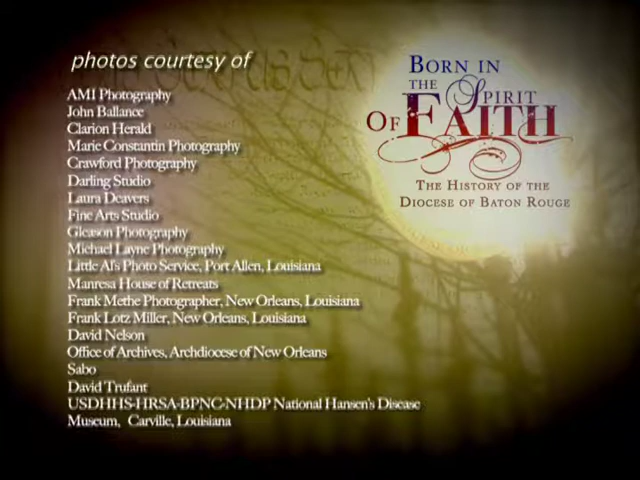 photos courtesy of
AMI Photography
John Ballance
Clarion Herald
Marie Constantin Photography
Crawford Photography
Darling Studio
Laura Deavers
Fine Arts Studio
Gleason Photography
Michael Layne Photography
Little Al's Photo Service, Port Allen, Louisiana
Manresa House of Retreats
Frank Methe Photographer, New Orleans, Louisiana
Frank Lotz Miller, New Orleans, Louisiana
David Nelson
Office of Archives, Archdiocese of New Orleans
Sabo
David Trufant
USDHHS-HRSA-BPNC-NHDP National Hansen's Disease
Museum, Carville, Louisiana
BORN IN
THE SPIRIT
OF FAITH
THE HISTORY OF THE
DIOCESE OF BATON ROUGE